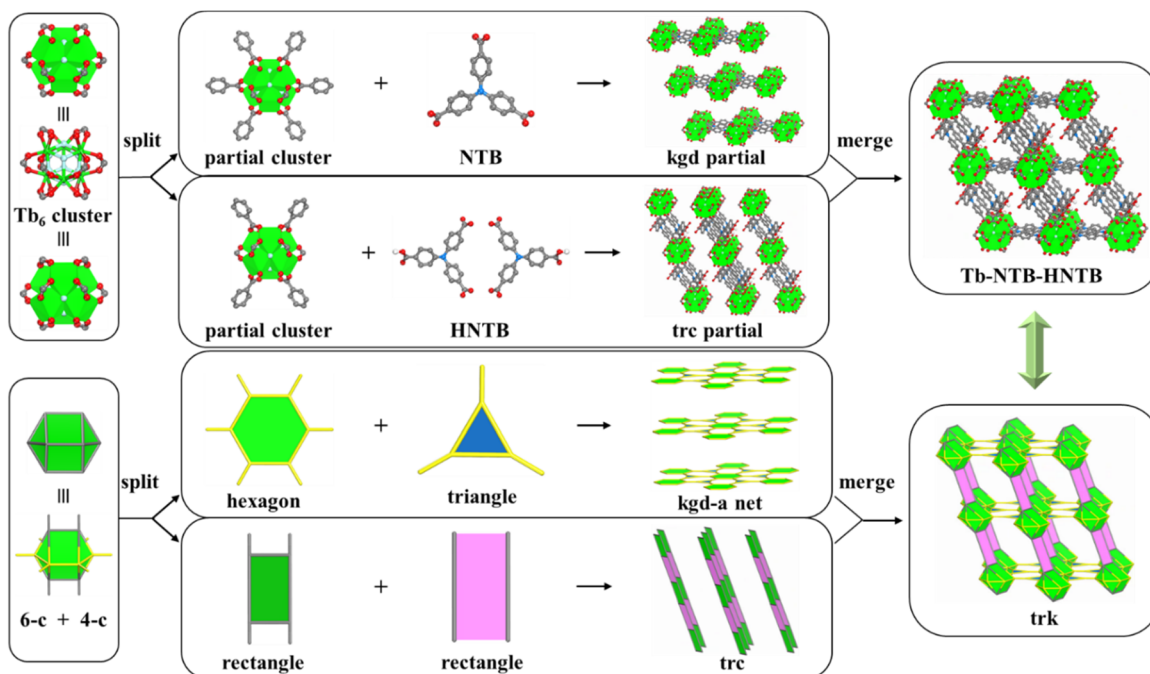 Tb6 cluster
split
partial cluster
+
NTB
kgd partial
partial cluster
+
HNTB
trc partial
merge
Tb-NTB-HNTB
6-c + 4-c
split
hexagon
+
triangle
kgd-a net
rectangle
+
rectangle
trc
merge
trk